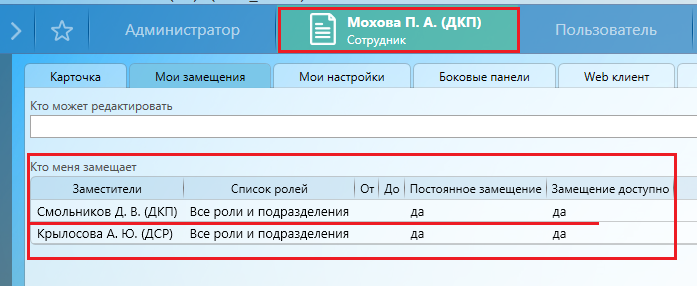 Администратор
Мохова П. А. (ДКП)
Сотрудник
Пользователь
Карточка Мои замещения Мои настройки Боковые панели Web клиент
Кто может редактировать
Кто меня замещает
Заместители Список ролей От До Постоянное замещение Замещение доступно
Смольников Д. В. (ДКП) Все роли и подразделения да да
Крылосова А. Ю. (ДСР) Все роли и подразделения да да